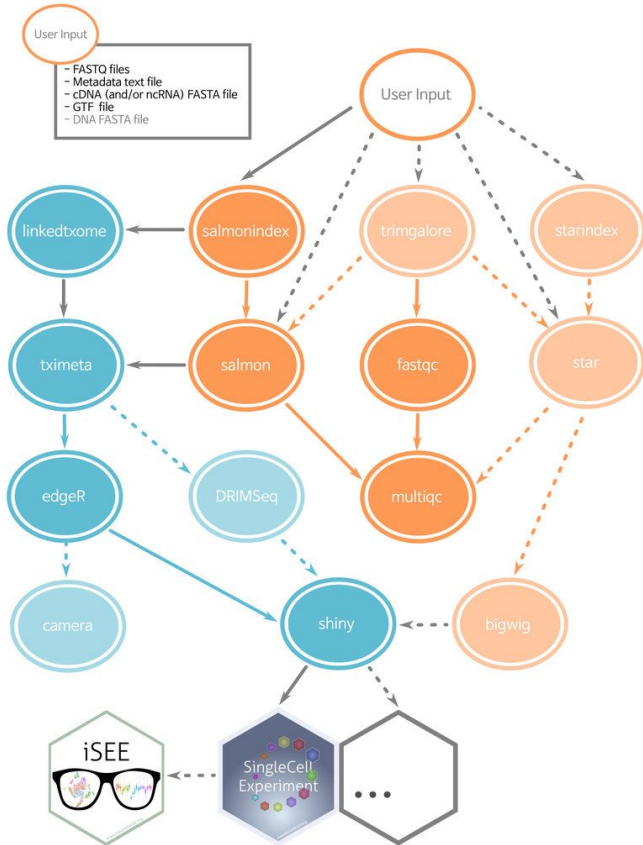 User Input
- FASTQ files
- Metadata text file
- cDNA (and/or ncRNA) FASTA file
- GTF file
- DNA FASTA file
User Input
linkedtxome
salmonindex
trimgalore
starindex
tximeta
salmon
fastqc
star
edgeR
DRIMSeq
multiqc
camera
shiny
bigwig
iSEE
SingleCell
Experiment
...